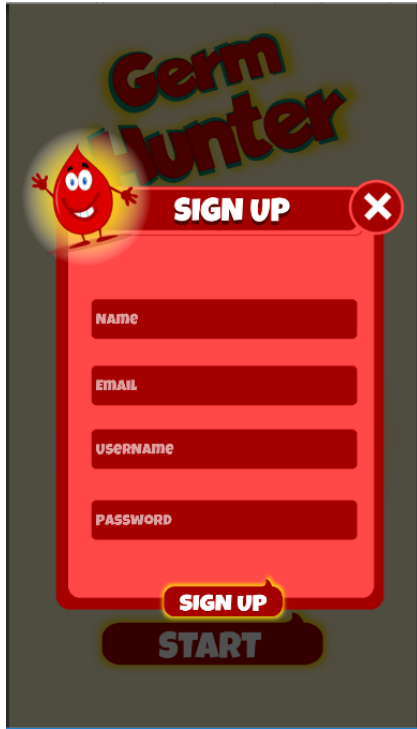 Germ
Hunter
SIGN UP
Name
Email
Username
Password
SIGN UP
START